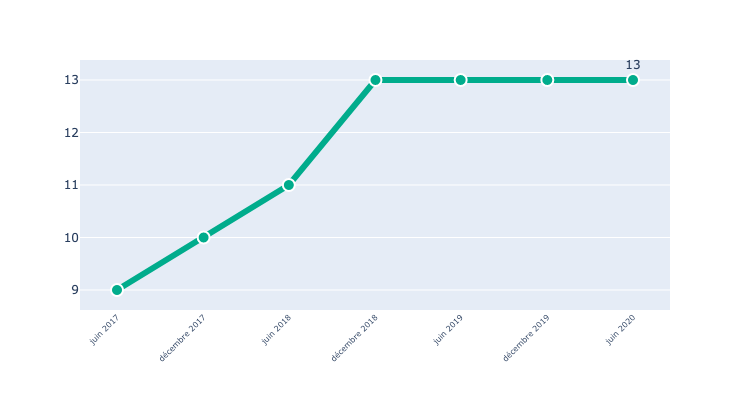 13
13
12
11
10
9
juin 2017
décembre 2017
juin 2018
décembre 2018
juin 2019
décembre 2019
juin 2020